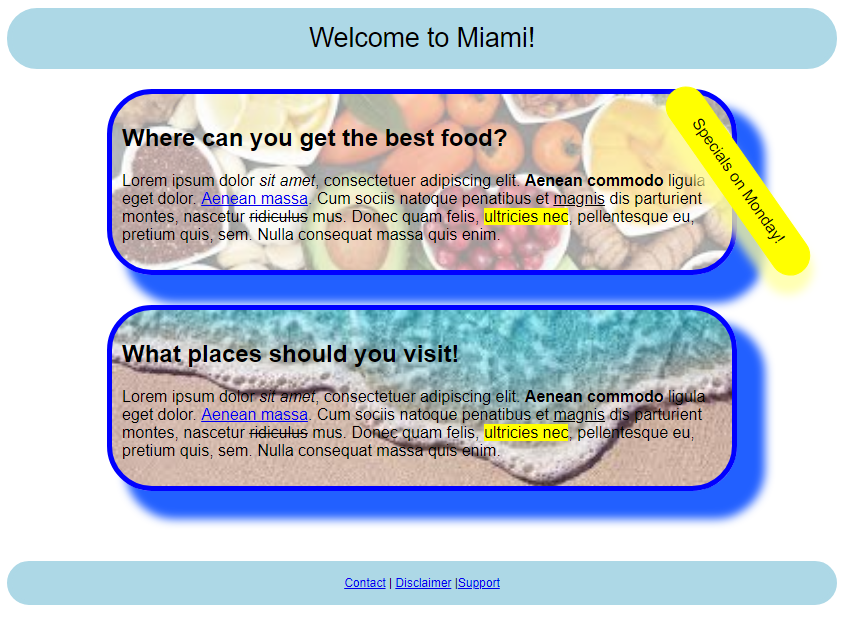 Welcome to Miami!
Where can you get the best food?
Lorem ipsum dolor sit amet, consectetuer adipiscing elit. Aenean commodo ligula
eget dolor. Aenean massa. Cum sociis natoque penatibus et magnis dis parturient
montes, nascetur ridiculus mus. Donec quam felis, ultricies nec, pellentesque eu,
pretium quis, sem. Nulla consequat massa quis enim.
Specials on Monday!
What places should you visit!
Lorem ipsum dolor sit amet, consectetuer adipiscing elit. Aenean commodo ligula
eget dolor. Aenean massa. Cum sociis natoque penatibus et magnis dis parturient
montes, nascetur ridiculus mus. Donec quam felis, ultricies nec, pellentesque eu,
pretium quis, sem. Nulla consequat massa quis enim.
Contact | Disclaimer |Support